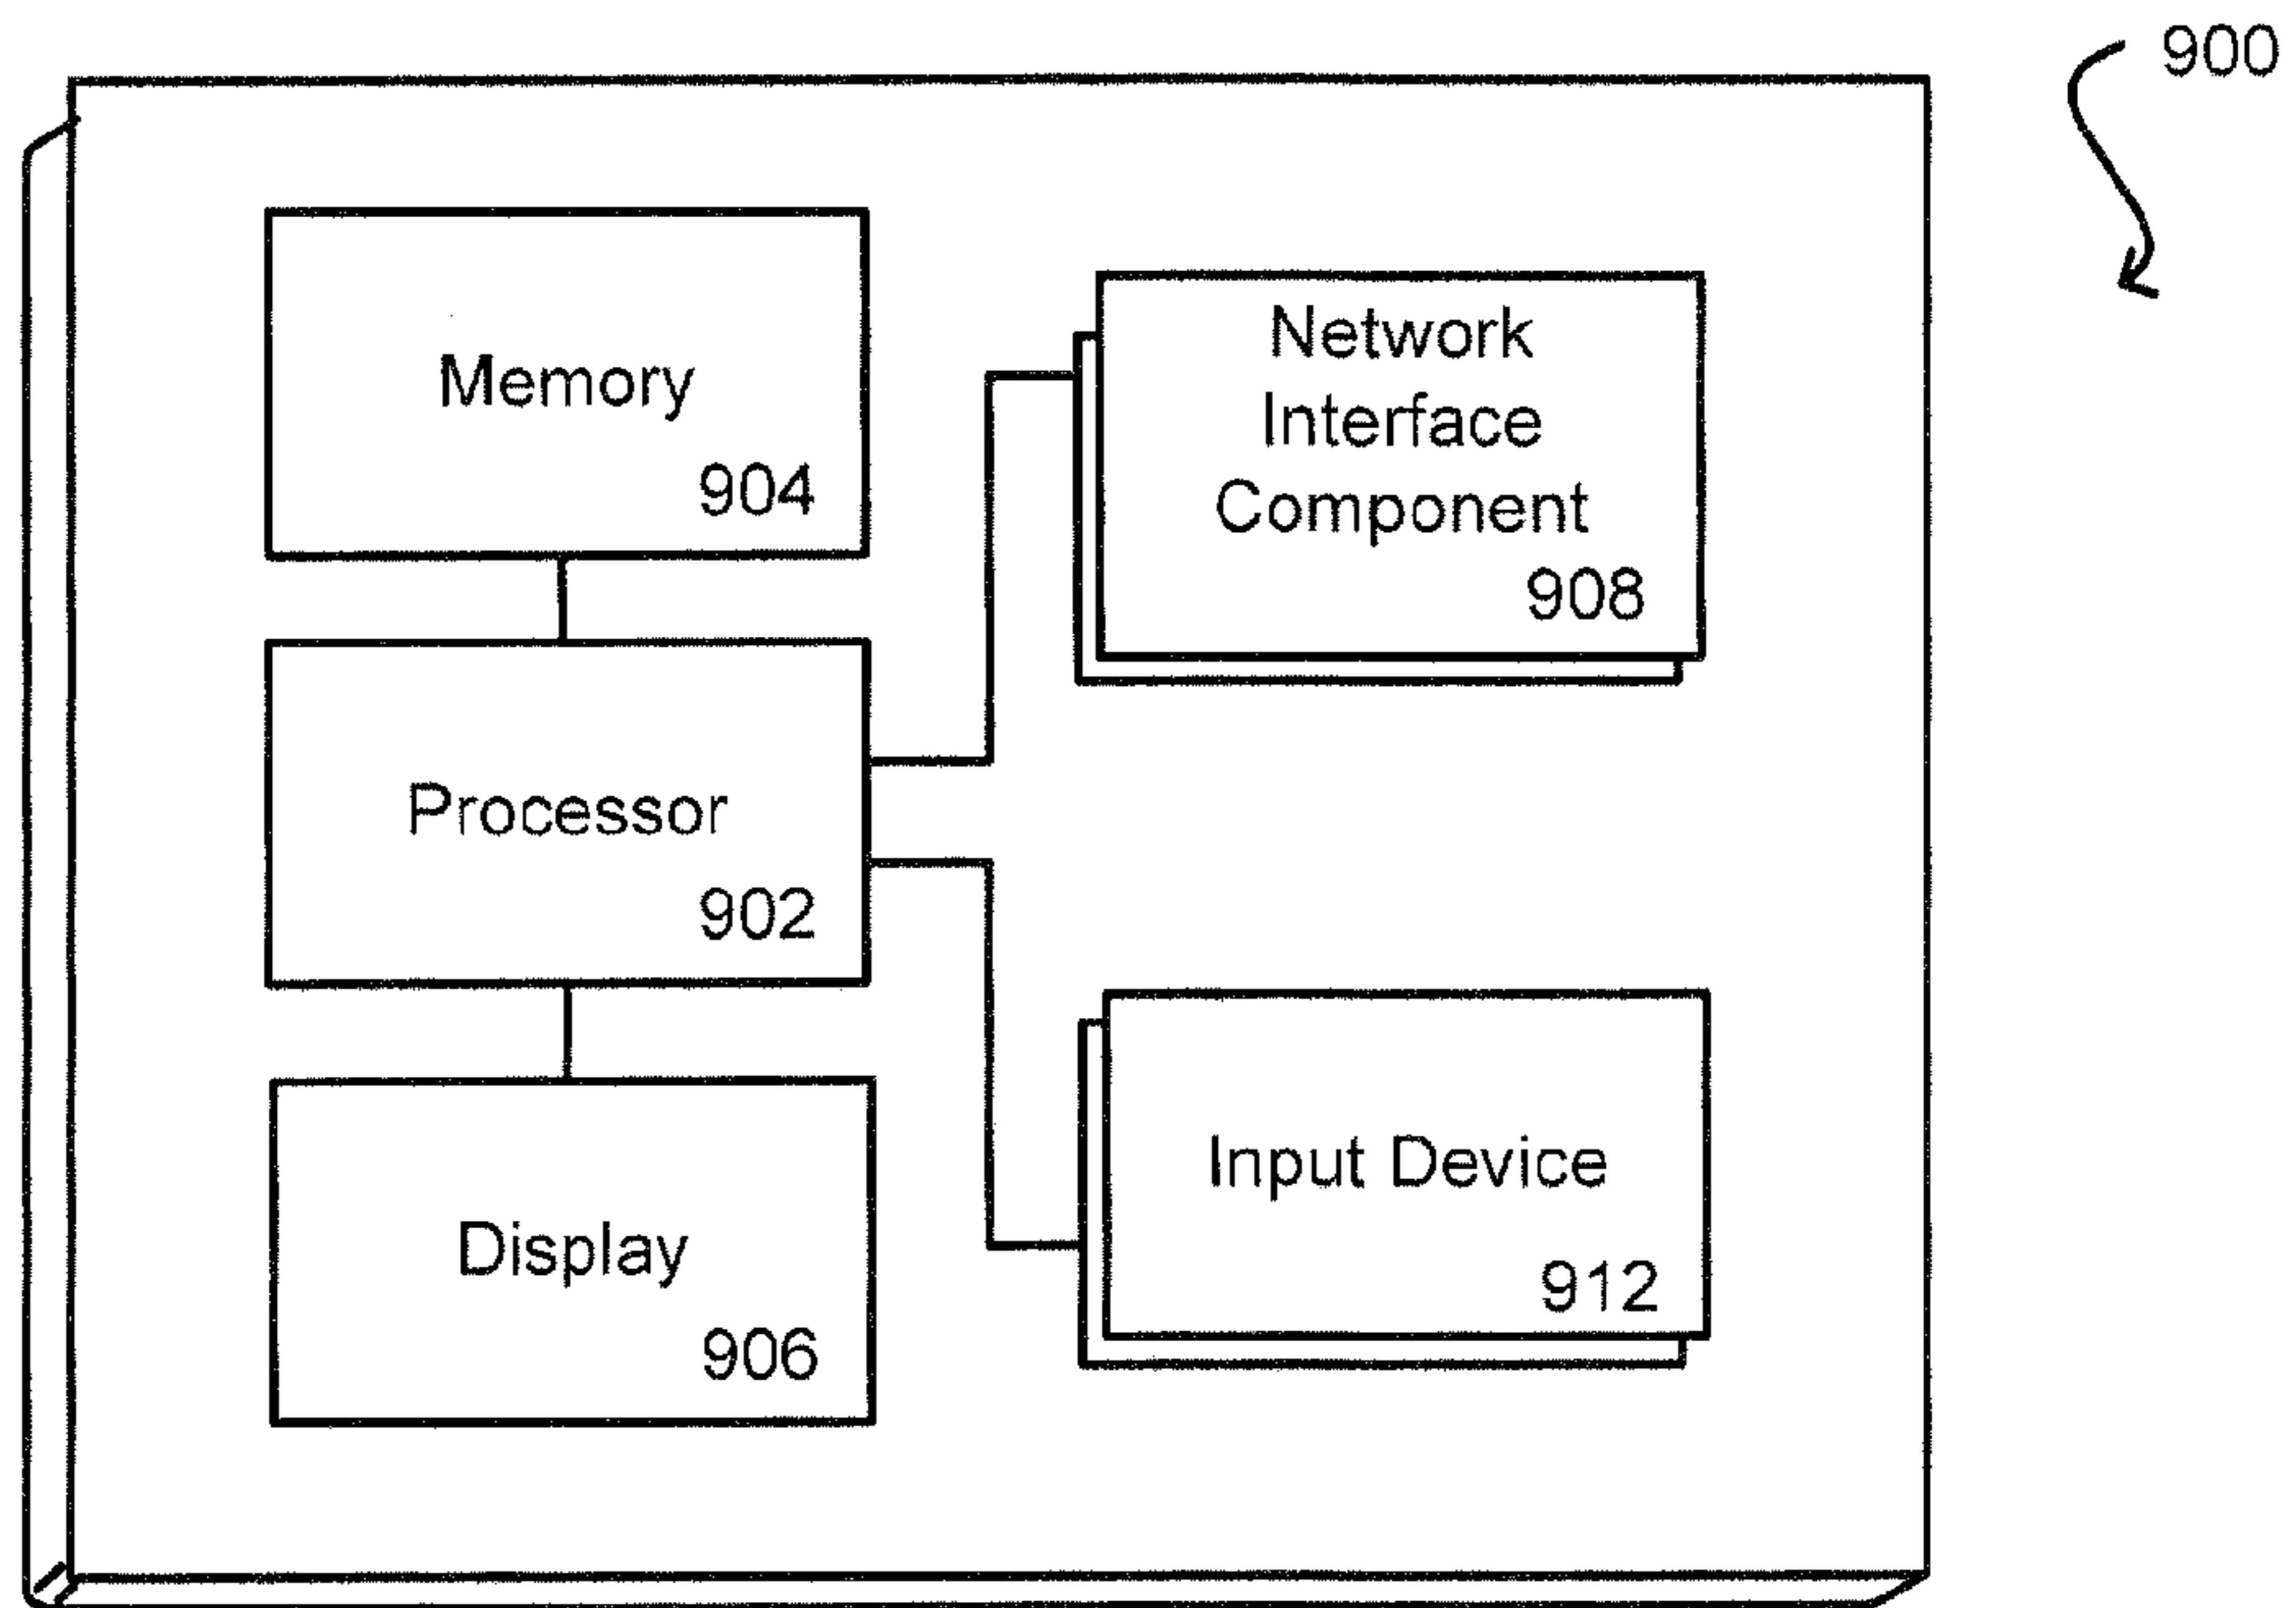 900
Memory
904
Network
Interface
Component
908
Processor
902
Input Device
912
Display
906